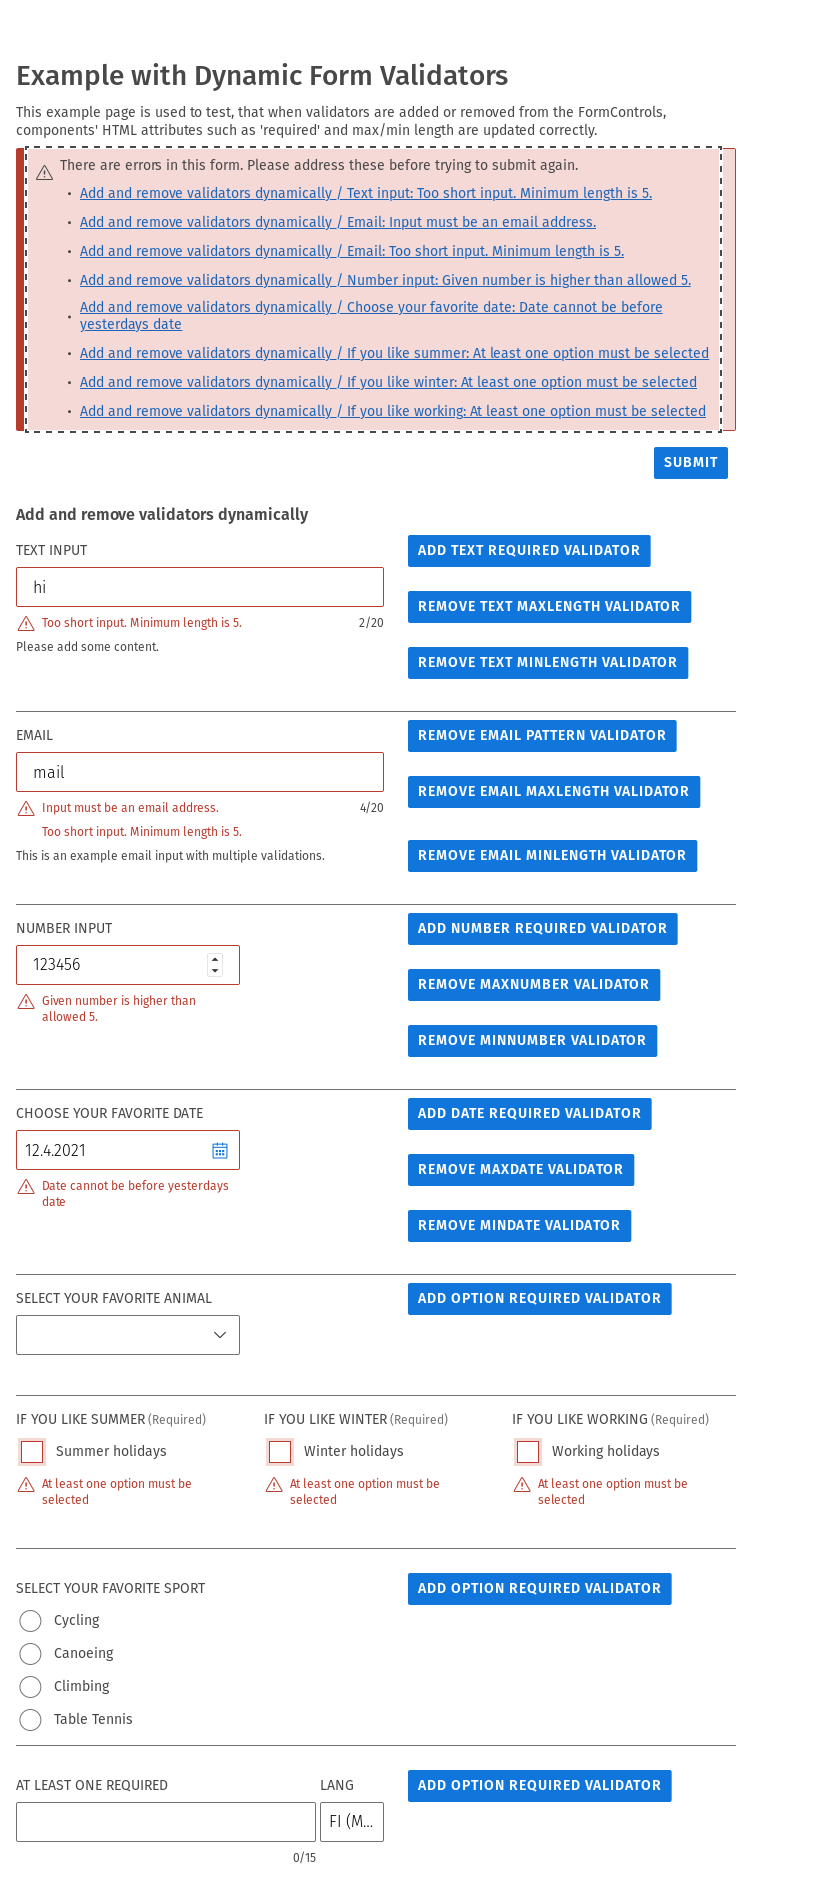 Example with Dynamic Form Validators
This example page is used to test, that when validators are added or removed from the FormControls,
components' HTML attributes such as 'required' and max/min length are updated correctly.
There are errors in this form. Please address these before trying to submit again.
Add and remove validators dynamically / Text input: Too short input. Minimum length is 5.
Add and remove validators dynamically / Email: Input must be an email address.
Add and remove validators dynamically / Email: Too short input. Minimum length is 5.
Add and remove validators dynamically / Number input: Given number is higher than allowed 5.
Add and remove validators dynamically / Choose your favorite date: Date cannot be before
yesterdays date
Add and remove validators dynamically / If you like summer: At least one option must be selected
Add and remove validators dynamically / If you like winter: At least one option must be selected
Add and remove validators dynamically / If you like working: At least one option must be selected
SUBMIT
Add and remove validators dynamically
TEXT INPUT
hi
Too short input. Minimum length is 5. 2/20
Please add some content.
ADD TEXT REQUIRED VALIDATOR
REMOVE TEXT MAXLENGTH VALIDATOR
REMOVE TEXT MINLENGTH VALIDATOR
EMAIL
mail
Input must be an email address. 4/20
Too short input. Minimum length is 5.
This is an example email input with multiple validations.
REMOVE EMAIL PATTERN VALIDATOR
REMOVE EMAIL MAXLENGTH VALIDATOR
REMOVE EMAIL MINLENGTH VALIDATOR
NUMBER INPUT
123456
Given number is higher than
allowed 5.
ADD NUMBER REQUIRED VALIDATOR
REMOVE MAXNUMBER VALIDATOR
REMOVE MINNUMBER VALIDATOR
CHOOSE YOUR FAVORITE DATE
12.4.2021
Date cannot be before yesterdays
date
ADD DATE REQUIRED VALIDATOR
REMOVE MAXDATE VALIDATOR
REMOVE MINDATE VALIDATOR
SELECT YOUR FAVORITE ANIMAL
ADD OPTION REQUIRED VALIDATOR
IF YOU LIKE SUMMER (Required)
Summer holidays
At least one option must be
selected
IF YOU LIKE WINTER (Required)
Winter holidays
At least one option must be
selected
IF YOU LIKE WORKING (Required)
Working holidays
At least one option must be
selected
SELECT YOUR FAVORITE SPORT
Cycling
Canoeing
Climbing
Table Tennis
ADD OPTION REQUIRED VALIDATOR
AT LEAST ONE REQUIRED
0/15
LANG
FI (M...
ADD OPTION REQUIRED VALIDATOR